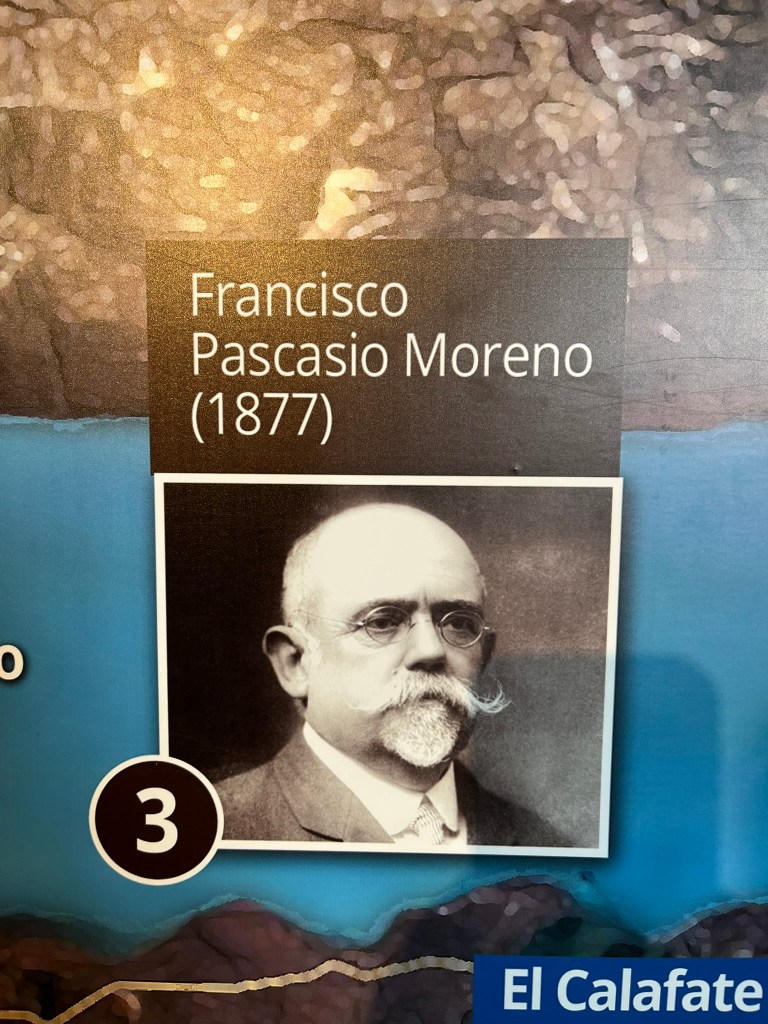 Francisco
Pascasio Moreno
(1877)
o
3
El Calafate